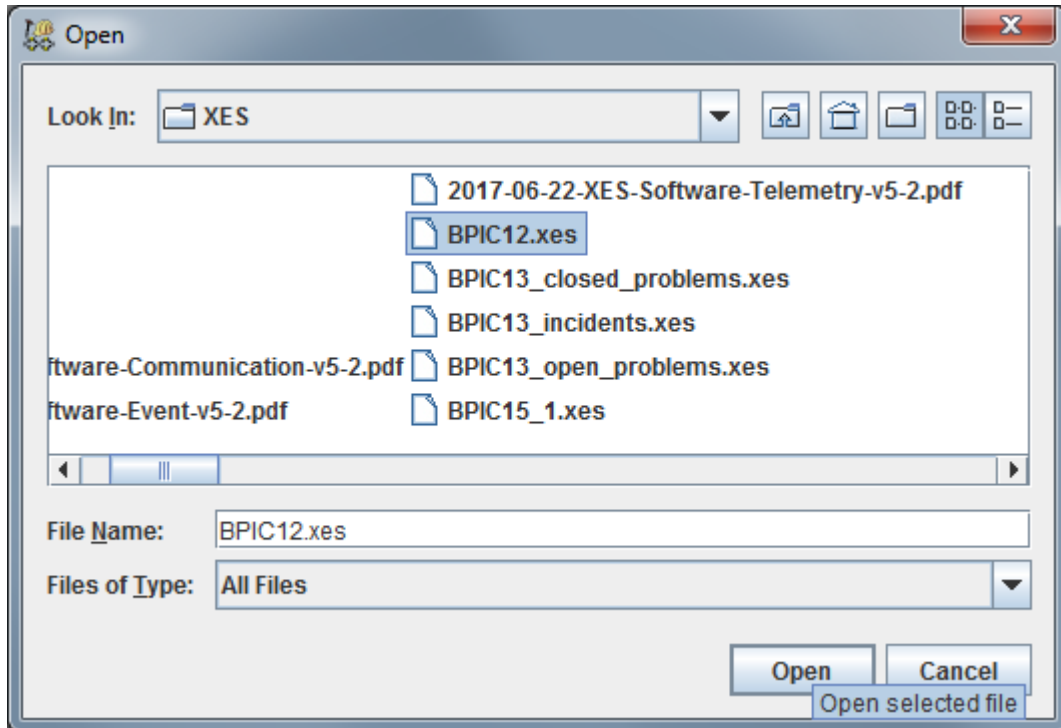 Open
Look In: XES
2017-06-22-XES-Software-Telemetry-v5-2.pdf
BPIC12.xes
BPIC13_closed_problems.xes
BPIC13_incidents.xes
ftware-Communication-v5-2.pdf BPIC13_open_problems.xes
ftware-Event-v5-2.pdf BPIC15_1.xes
File Name: BPIC12.xes
Files of Type: All Files
Open Cancel
Open selected file